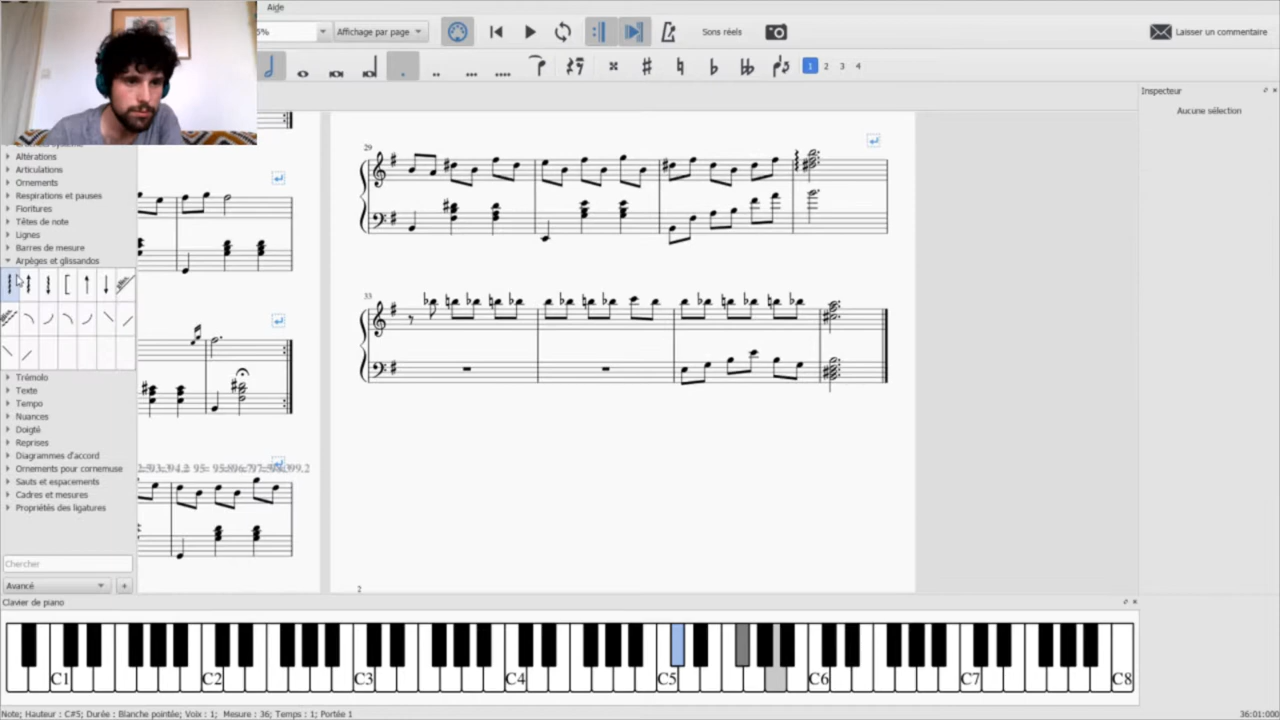 Aide
5%
Affichage par page
Sons réels
Laisser un commentaire
1 2 3 4
Inspecteur
Aucune sélection
Altérations
Articulations
Ornements
Respirations et pauses
Fioritures
Têtes de note
Lignes
Barres de mesure
Arpèges et glissandos
Trémolo
Texte
Tempo
Nuances
Doigté
Reprises
Diagrammes d'accord
Ornements pour cornemuse
Sauts et espacements
Cadres et mesures
Propriétés des ligatures
Chercher
Avancé
+
29
33
2
Clavier de piano
C1 C2 C3 C4 C5 C6 C7 C8
Note; Hauteur : C#5; Durée : Blanche pointée; Voix : 1; Mesure : 36; Temps : 1; Portée 1
36:01:000